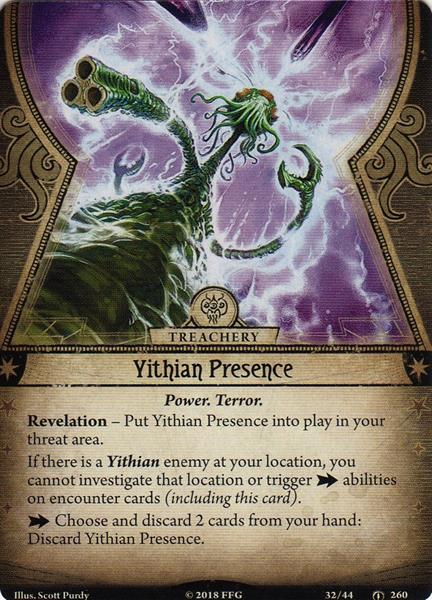 TREACHERY
Yithian Presence
Power. Terror.
Revelation – Put Yithian Presence into play in your
threat area.
If there is a Yithian enemy at your location, you
cannot investigate that location or trigger abilities
on encounter cards (including this card).
Choose and discard 2 cards from your hand:
Discard Yithian Presence.
Illus. Scott Purdy © 2018 FFG 32/44 260